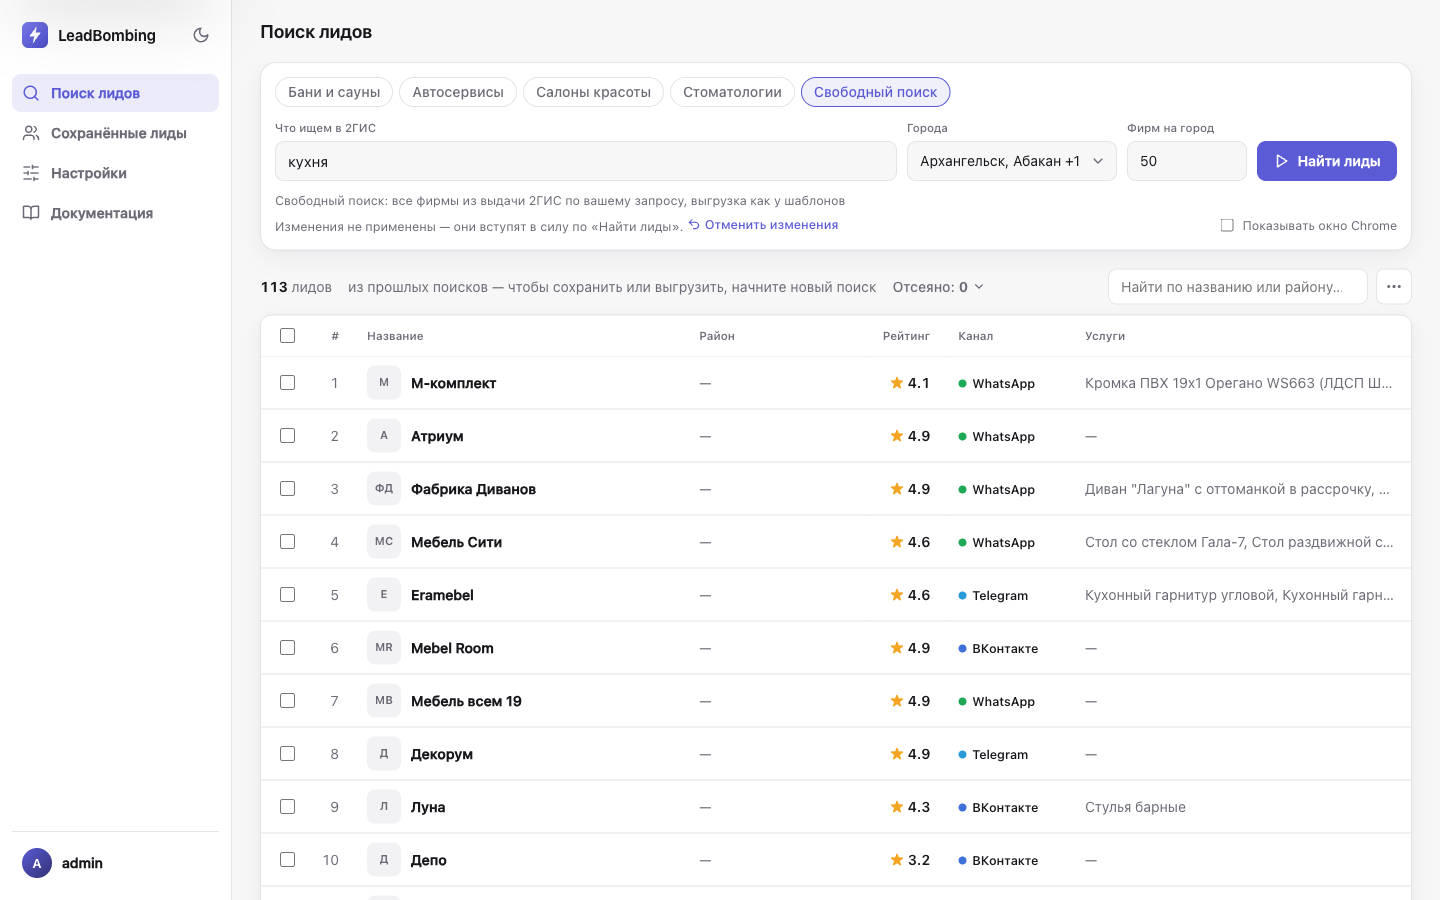 LeadBombing
Поиск лидов
Сохранённые лиды
Настройки
Документация
admin
A
Поиск лидов
Бани и сауны
Автосервисы
Салоны красоты
Стоматологии
Свободный поиск
Что ищем в 2ГИС
Города
Фирм на город
кухня
Архангельск, Абакан +1
50
Найти лиды
Свободный поиск: все фирмы из выдачи 2ГИС по вашему запросу, выгрузка как у шаблонов
Изменения не применены — они вступят в силу по «Найти лиды». Отменить изменения
Показывать окно Chrome
113 лидов из прошлых поисков — чтобы сохранить или выгрузить, начните новый поиск Отсеяно: 0
Найти по названию или району...
# Название Район Рейтинг Канал Услуги
1 М М-комплект — 4.1 WhatsApp Кромка ПВХ 19х1 Орегано WS663 (ЛДСП Ш...
2 А Атриум — 4.9 WhatsApp —
3 ФД Фабрика Диванов — 4.9 WhatsApp Диван "Лагуна" с оттоманкой в рассрочку, ...
4 МС Мебель Сити — 4.6 WhatsApp Стол со стеклом Гала-7, Стол раздвижной с...
5 E Eramebel — 4.6 Telegram Кухонный гарнитур угловой, Кухонный гарн...
6 MR Mebel Room — 4.9 ВКонтакте —
7 МВ Мебель всем 19 — 4.9 WhatsApp —
8 Д Декорум — 4.9 Telegram —
9 Л Луна — 4.3 ВКонтакте Стулья барные
10 Д Депо — 3.2 ВКонтакте —